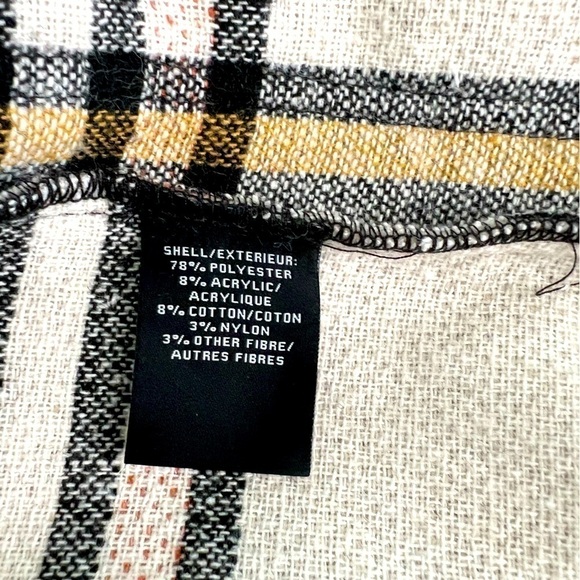 SHELL/EXTERIEUR:
78% POLYESTER
8% ACRYLIC/
ACRYLIQUE
8% COTTON/COTON
3% NYLON
3% OTHER FIBRE/
AUTRES FIBRES